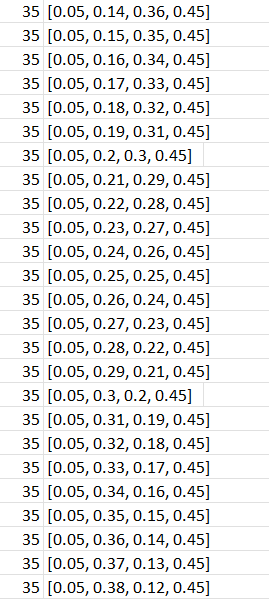 35 [0.05, 0.14, 0.36, 0.45]
35 [0.05, 0.15, 0.35, 0.45]
35 [0.05, 0.16, 0.34, 0.45]
35 [0.05, 0.17, 0.33, 0.45]
35 [0.05, 0.18, 0.32, 0.45]
35 [0.05, 0.19, 0.31, 0.45]
35 [0.05, 0.2, 0.3, 0.45]
35 [0.05, 0.21, 0.29, 0.45]
35 [0.05, 0.22, 0.28, 0.45]
35 [0.05, 0.23, 0.27, 0.45]
35 [0.05, 0.24, 0.26, 0.45]
35 [0.05, 0.25, 0.25, 0.45]
35 [0.05, 0.26, 0.24, 0.45]
35 [0.05, 0.27, 0.23, 0.45]
35 [0.05, 0.28, 0.22, 0.45]
35 [0.05, 0.29, 0.21, 0.45]
35 [0.05, 0.3, 0.2, 0.45]
35 [0.05, 0.31, 0.19, 0.45]
35 [0.05, 0.32, 0.18, 0.45]
35 [0.05, 0.33, 0.17, 0.45]
35 [0.05, 0.34, 0.16, 0.45]
35 [0.05, 0.35, 0.15, 0.45]
35 [0.05, 0.36, 0.14, 0.45]
35 [0.05, 0.37, 0.13, 0.45]
35 [0.05, 0.38, 0.12, 0.45]